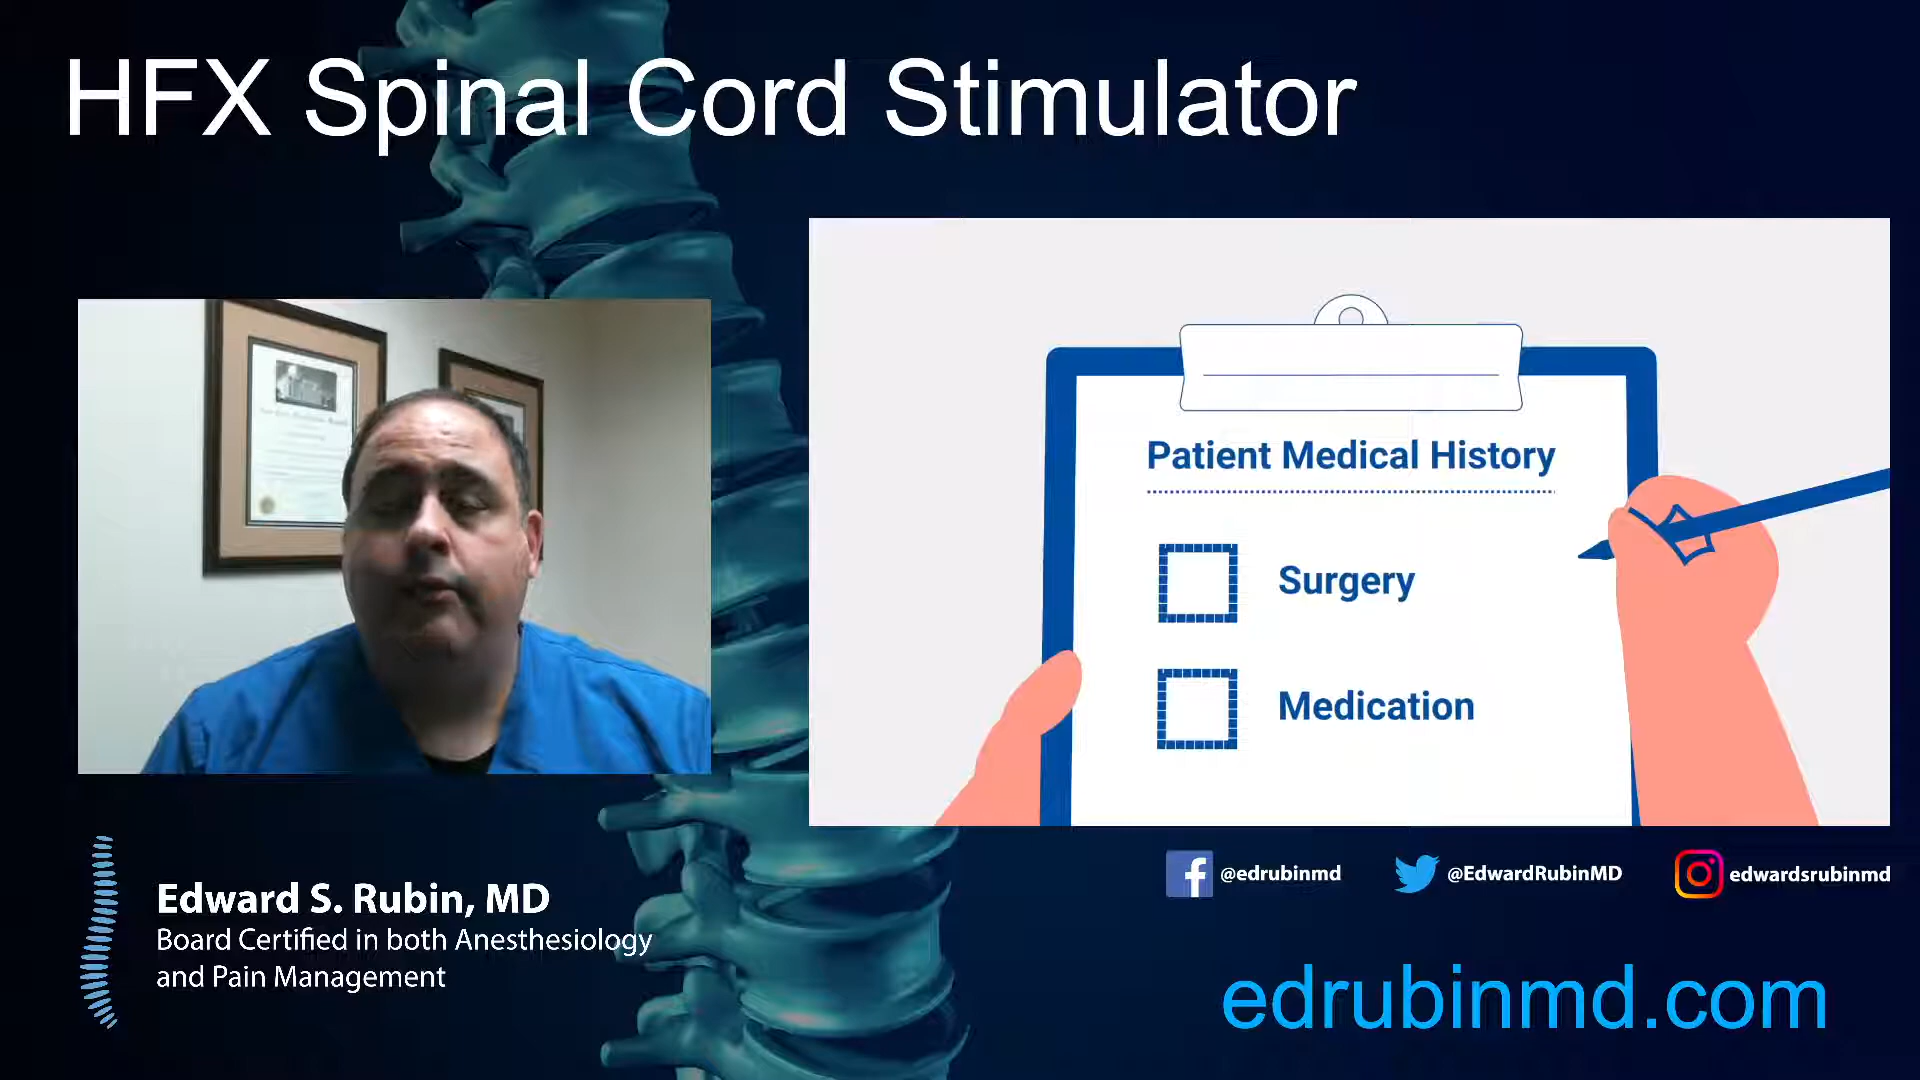 HFX Spinal Cord Stimulator
Patient Medical History
Surgery
Medication
@edrubinmd
@EdwardRubinMD
edwardsrubinmd
Edward S. Rubin, MD
Board Certified in both Anesthesiology
and Pain Management
edrubinmd.com